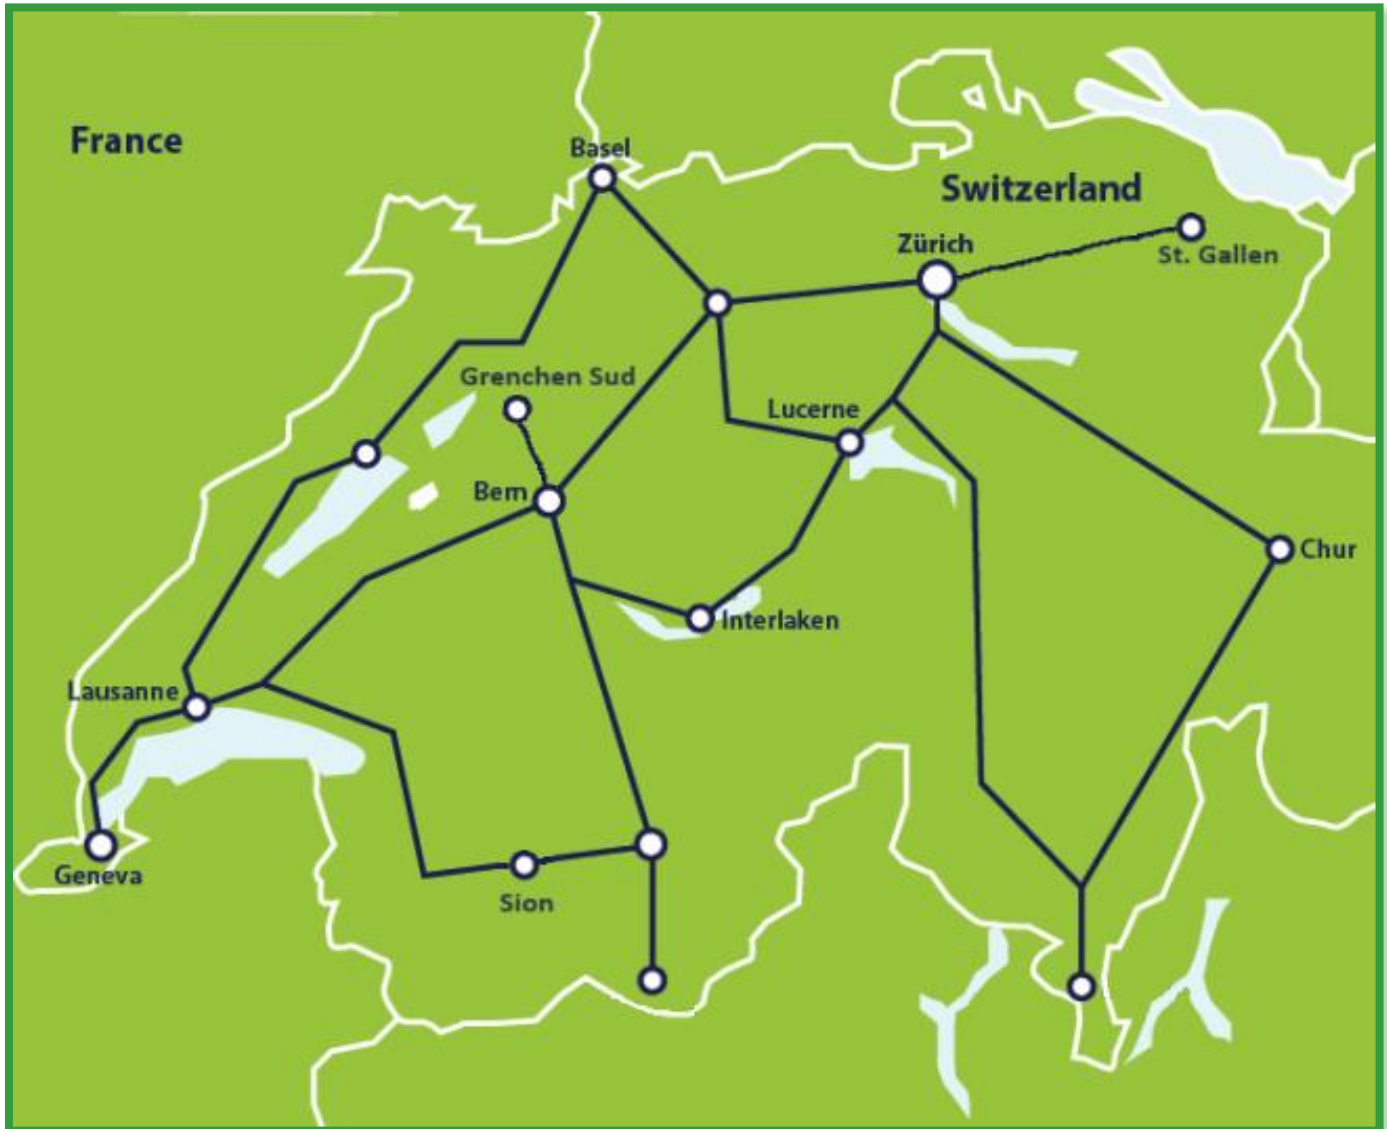 France
Basel
Switzerland
Zürich
St. Gallen
Grenchen Sud
Lucerne
Bern
Chur
Interlaken
Lausanne
Geneva
Sion